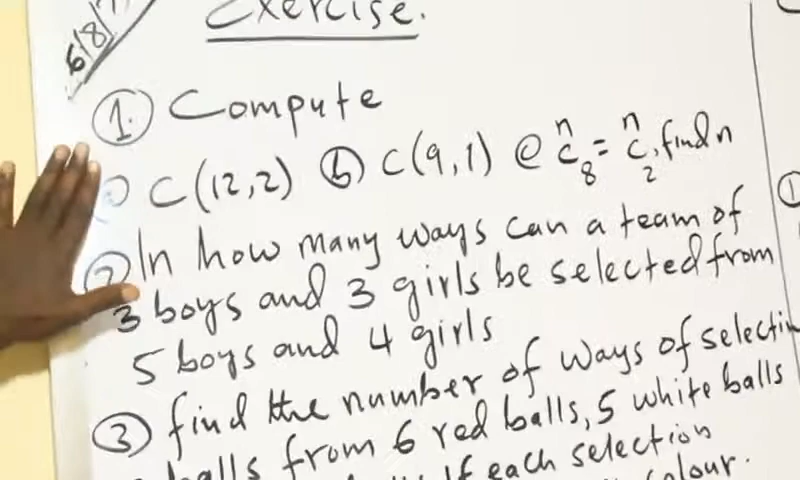 Exercise.
6/8/
① Compute
C(12,2) ⓑ C(9,1) © ⁿC₈ = ⁿC₂, find n
② In how many ways can a team of
3 boys and 3 girls be selected from
5 boys and 4 girls
③ find the number of ways of selectin
balls from 6 red balls, 5 white balls
if each selection
colour.
①